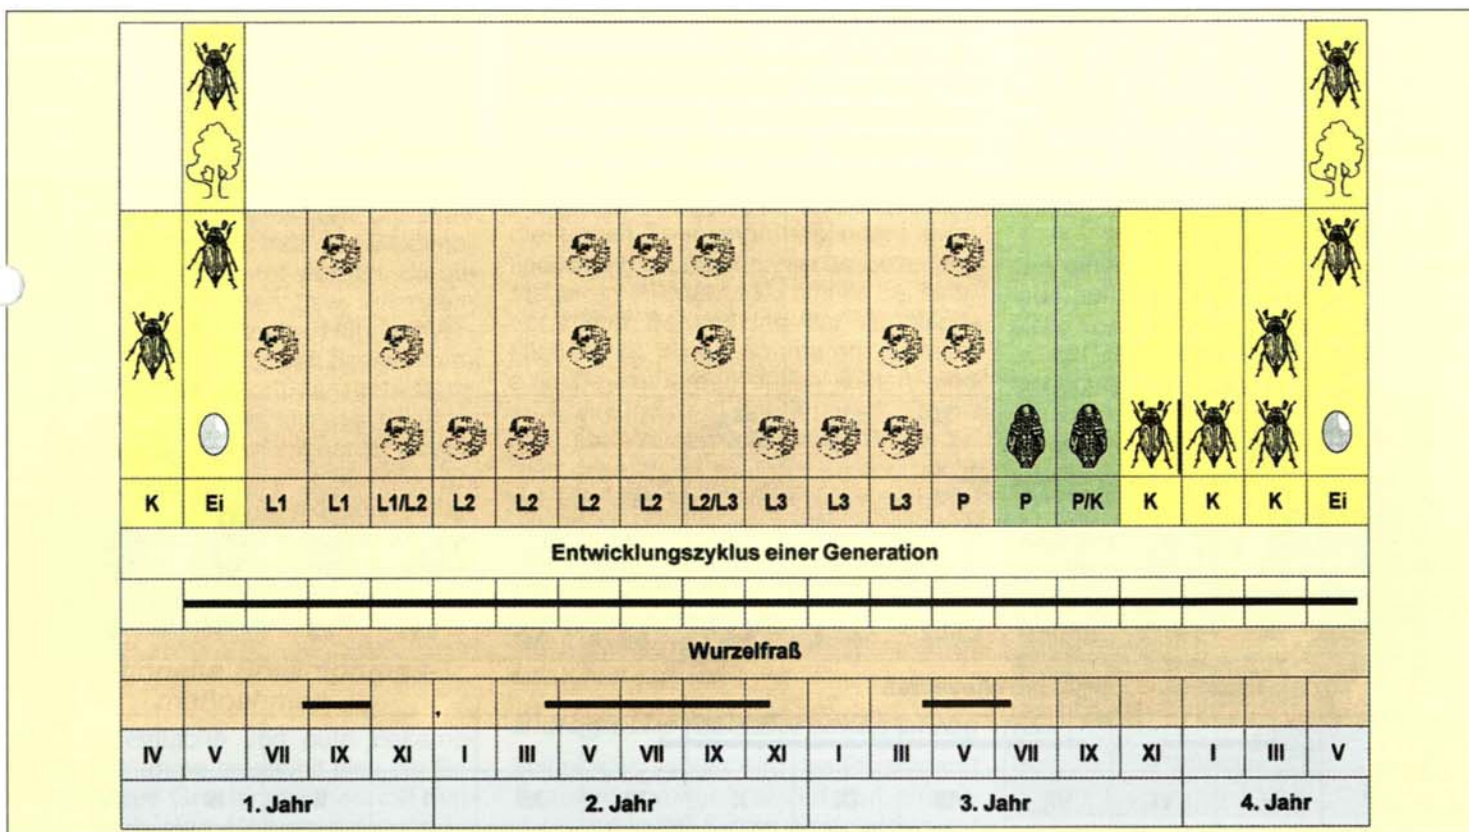 K Ei L1 L1 L1/L2 L2 L2 L2 L2 L2/L3 L3 L3 L3 P P P/K K K K Ei
Entwicklungszyklus einer Generation
Wurzelfraß
IV V VII IX XI I III V VII IX XI I III V VII IX XI I III V
1. Jahr 2. Jahr 3. Jahr 4. Jahr